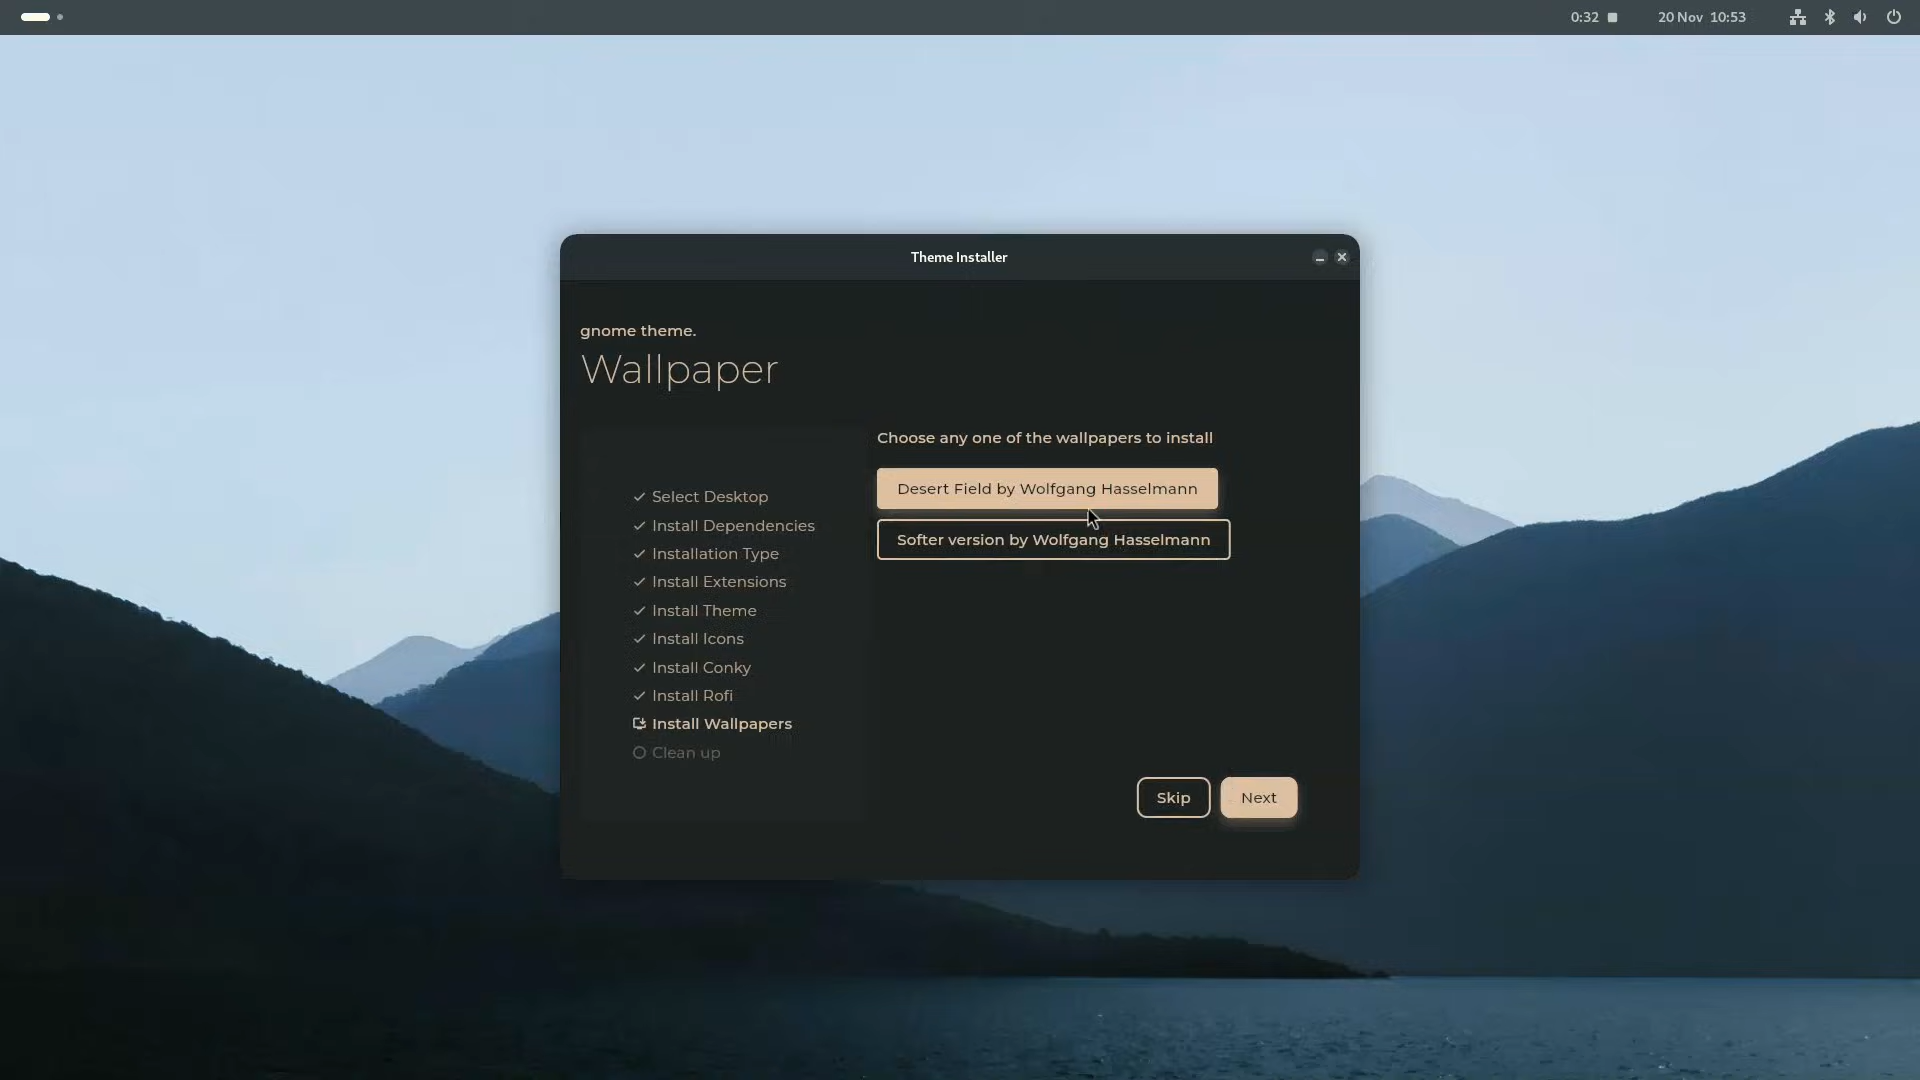 0:32
20 Nov 10:53
Theme Installer
gnome theme.
Wallpaper
Select Desktop
Install Dependencies
Installation Type
Install Extensions
Install Theme
Install Icons
Install Conky
Install Rofi
Install Wallpapers
Clean up
Choose any one of the wallpapers to install
Desert Field by Wolfgang Hasselmann
Softer version by Wolfgang Hasselmann
Skip
Next